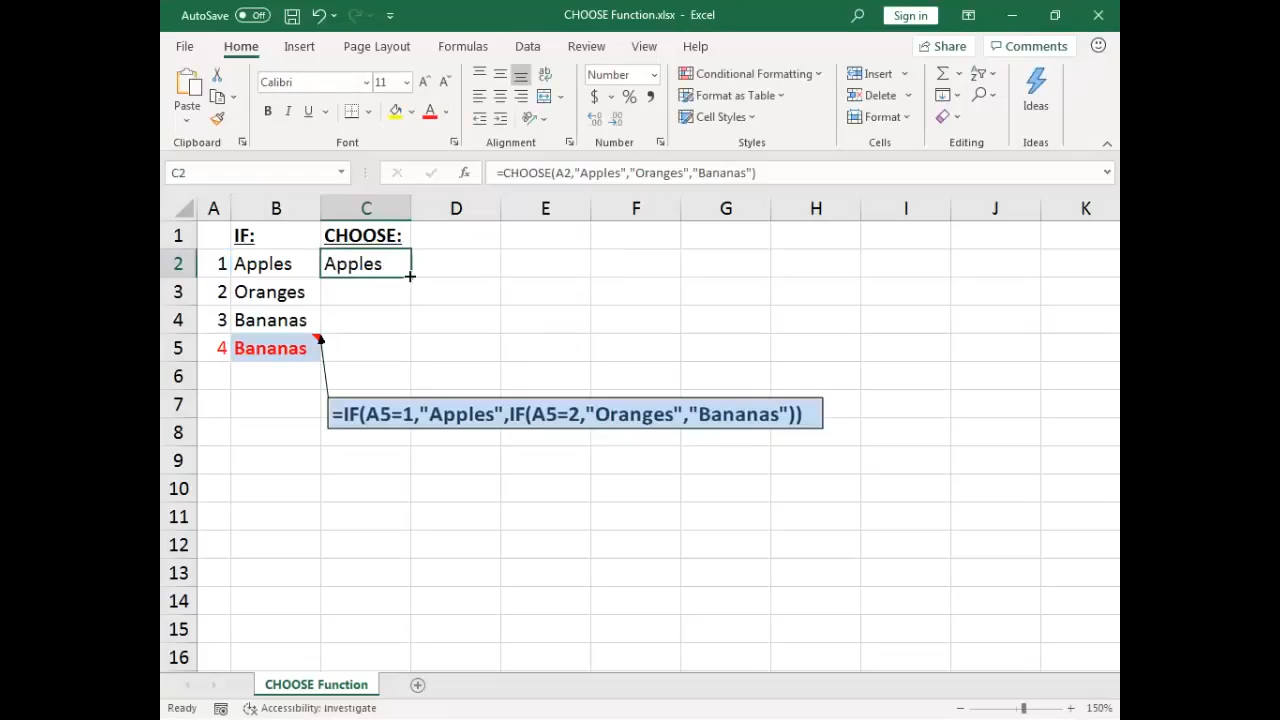 AutoSave Off CHOOSE Function.xlsx - Excel Sign in
File Home Insert Page Layout Formulas Data Review View Help Share Comments
Paste Calibri 11 A^ Aˇ ab Number Conditional Formatting Insert Σ Ideas
B I U A $ % , Format as Table Delete
Cell Styles Format
Clipboard Font Alignment Number Styles Cells Editing Ideas
C2 fx =CHOOSE(A2,"Apples","Oranges","Bananas")
A B C D E F G H I J K
1 IF: CHOOSE:
2 1 Apples Apples
3 2 Oranges
4 3 Bananas
5 4 Bananas
6
7 =IF(A5=1,"Apples",IF(A5=2,"Oranges","Bananas"))
8
9
10
11
12
13
14
15
16
CHOOSE Function
Ready Accessibility: Investigate 150%